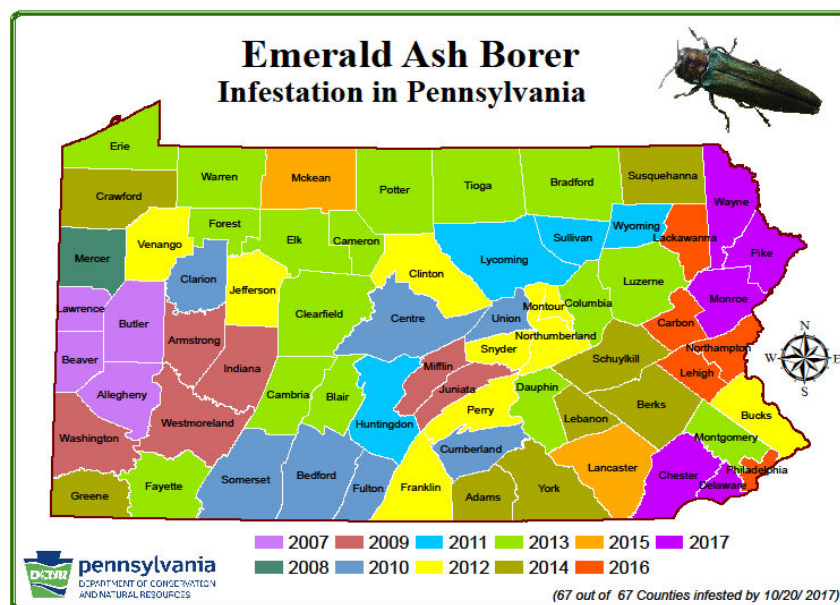 Emerald Ash Borer
Infestation in Pennsylvania
Erie
Crawford
Warren
Mckean
Potter
Tioga
Bradford
Susquehanna
Wayne
Forest
Venango
Elk
Cameron
Mercer
Clarion
Jefferson
Clinton
Lycoming
Sullivan
Wyoming
Lackawanna
Pike
Lawrence
Butler
Clearfield
Centre
Union
Montour
Columbia
Luzerne
Monroe
Beaver
Armstrong
Indiana
Snyder
Northumberland
Carbon
Northampton
Allegheny
Cambria
Blair
Huntingdon
Mifflin
Juniata
Schuylkill
Lehigh
Washington
Westmoreland
Perry
Dauphin
Lebanon
Berks
Bucks
Montgomery
Greene
Fayette
Somerset
Bedford
Fulton
Franklin
Cumberland
Adams
York
Lancaster
Chester
Delaware
Philadelphia
N
W E
S
DCNR
pennsylvania
DEPARTMENT OF CONSERVATION
AND NATURAL RESOURCES
2007 2009 2011 2013 2015 2017
2008 2010 2012 2014 2016
(67 out of 67 Counties infested by 10/20/ 2017)